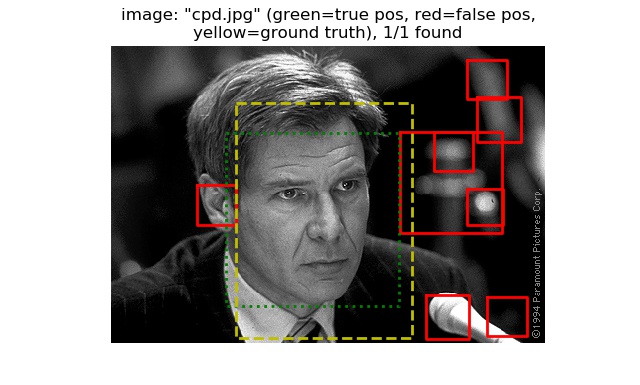 image: "cpd.jpg" (green=true pos, red=false pos,
yellow=ground truth), 1/1 found
©1994 Paramount Pictures Corp.